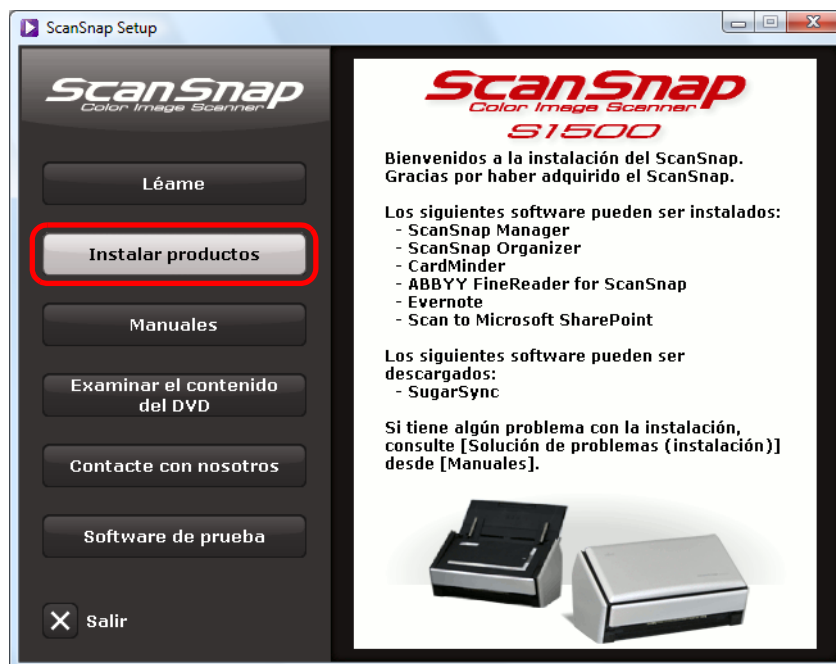 ScanSnap Setup
ScanSnap
Color Image Scanner
Léame
Instalar productos
Manuales
Examinar el contenido
del DVD
Contacte con nosotros
Software de prueba
Salir
ScanSnap
Color Image Scanner
S1500
Bienvenidos a la instalación del ScanSnap.
Gracias por haber adquirido el ScanSnap.
Los siguientes software pueden ser instalados:
- ScanSnap Manager
- ScanSnap Organizer
- CardMinder
- ABBYY FineReader for ScanSnap
- Evernote
- Scan to Microsoft SharePoint
Los siguientes software pueden ser
descargados:
- SugarSync
Si tiene algún problema con la instalación,
consulte [Solución de problemas (instalación)]
desde [Manuales].